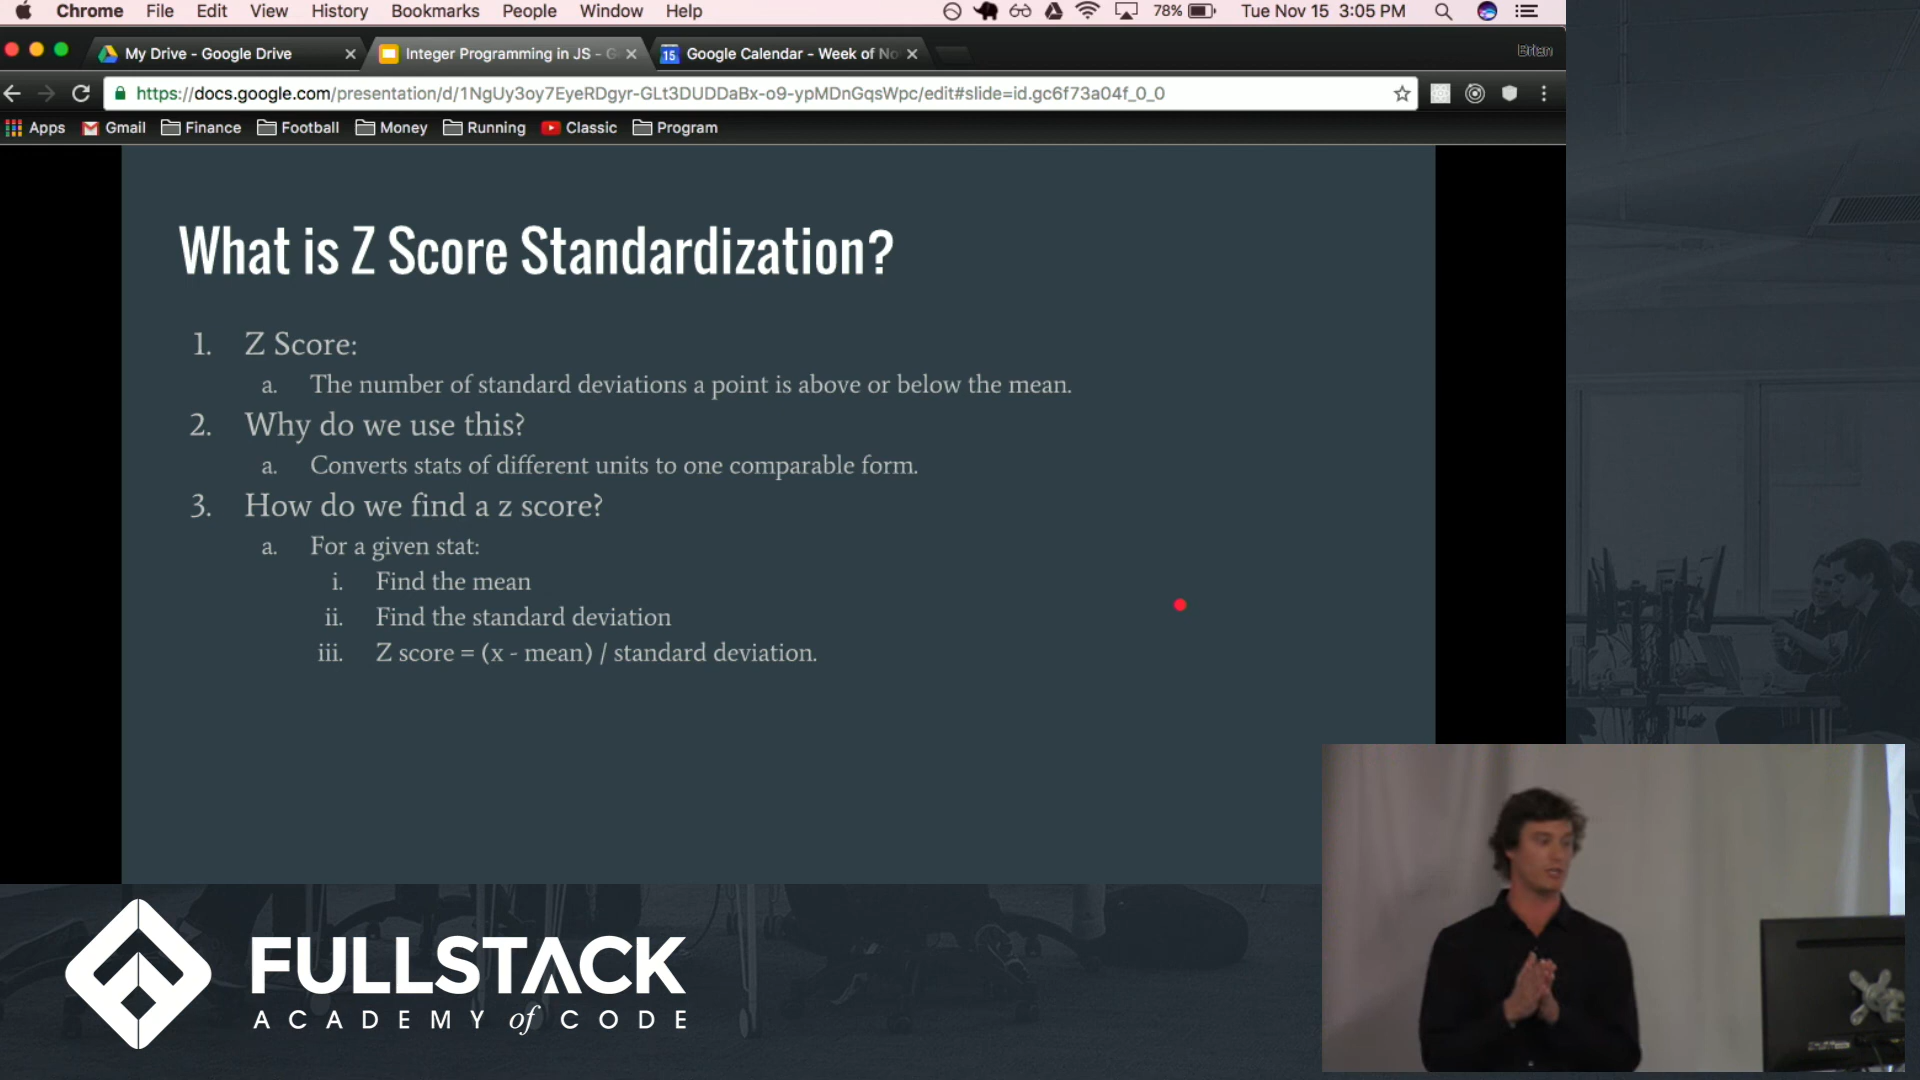 Chrome File Edit View History Bookmarks People Window Help 78% Tue Nov 15 3:05 PM
My Drive - Google Drive Integer Programming in JS - G 15 Google Calendar - Week of No Brian
https://docs.google.com/presentation/d/1NgUy3oy7EyeRDgyr-GLt3DUDDaBx-o9-ypMDnGqsWpc/edit#slide=id.gc6f73a04f_0_0
Apps Gmail Finance Football Money Running Classic Program
What is Z Score Standardization?
1. Z Score:
a. The number of standard deviations a point is above or below the mean.
2. Why do we use this?
a. Converts stats of different units to one comparable form.
3. How do we find a z score?
a. For a given stat:
i. Find the mean
ii. Find the standard deviation
iii. Z score = (x - mean) / standard deviation.
FULLSTACK
ACADEMY of CODE